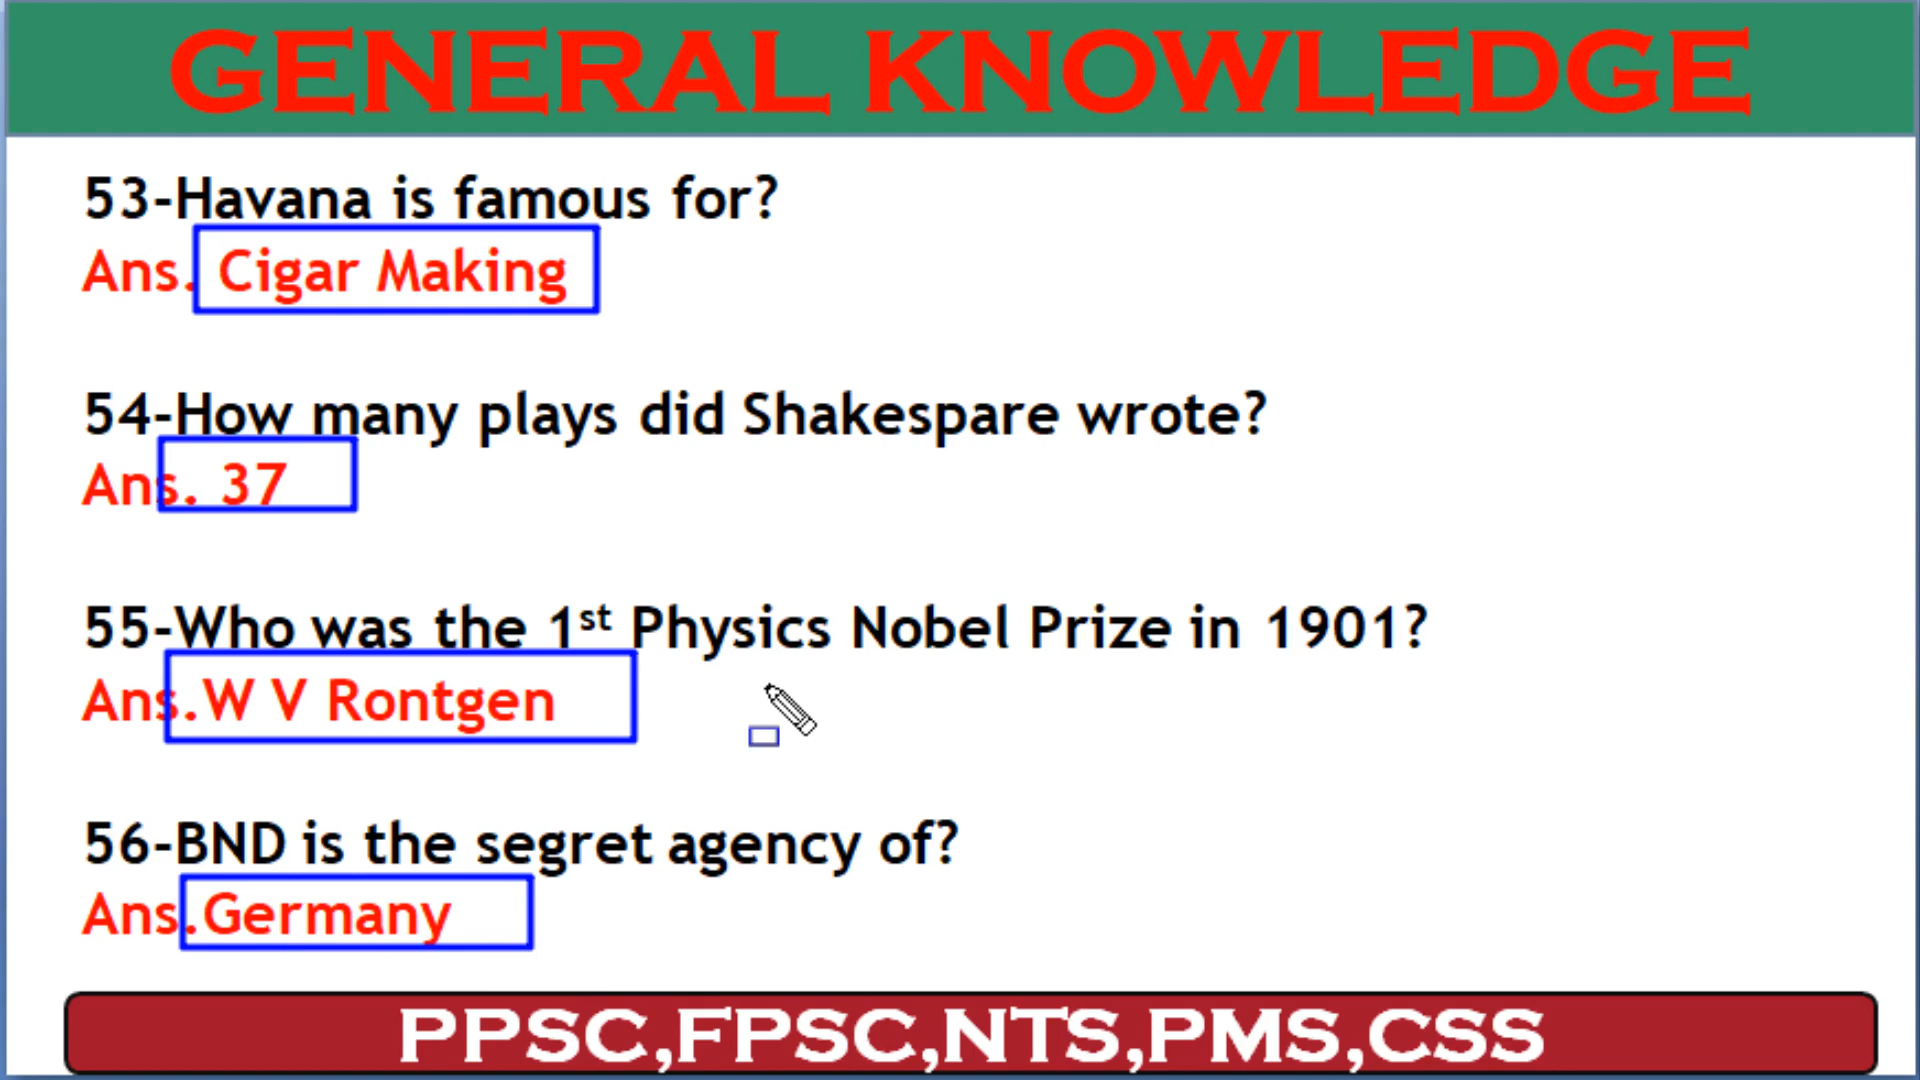 GENERAL KNOWLEDGE
53-Havana is famous for?
Ans. Cigar Making
54-How many plays did Shakespare wrote?
Ans. 37
55-Who was the 1st Physics Nobel Prize in 1901?
Ans.W V Rontgen
56-BND is the segret agency of?
Ans.Germany
PPSC,FPSC,NTS,PMS,CSS